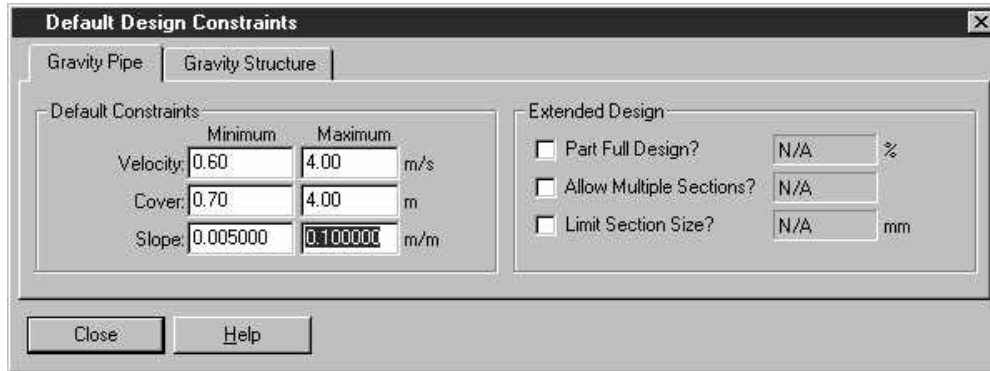 Default Design Constraints
Gravity Pipe Gravity Structure
Default Constraints
Minimum Maximum
Velocity: 0.60 4.00 m/s
Cover: 0.70 4.00 m
Slope: 0.005000 0.100000 m/m
Extended Design
Part Full Design? N/A %
Allow Multiple Sections? N/A
Limit Section Size? N/A mm
Close Help